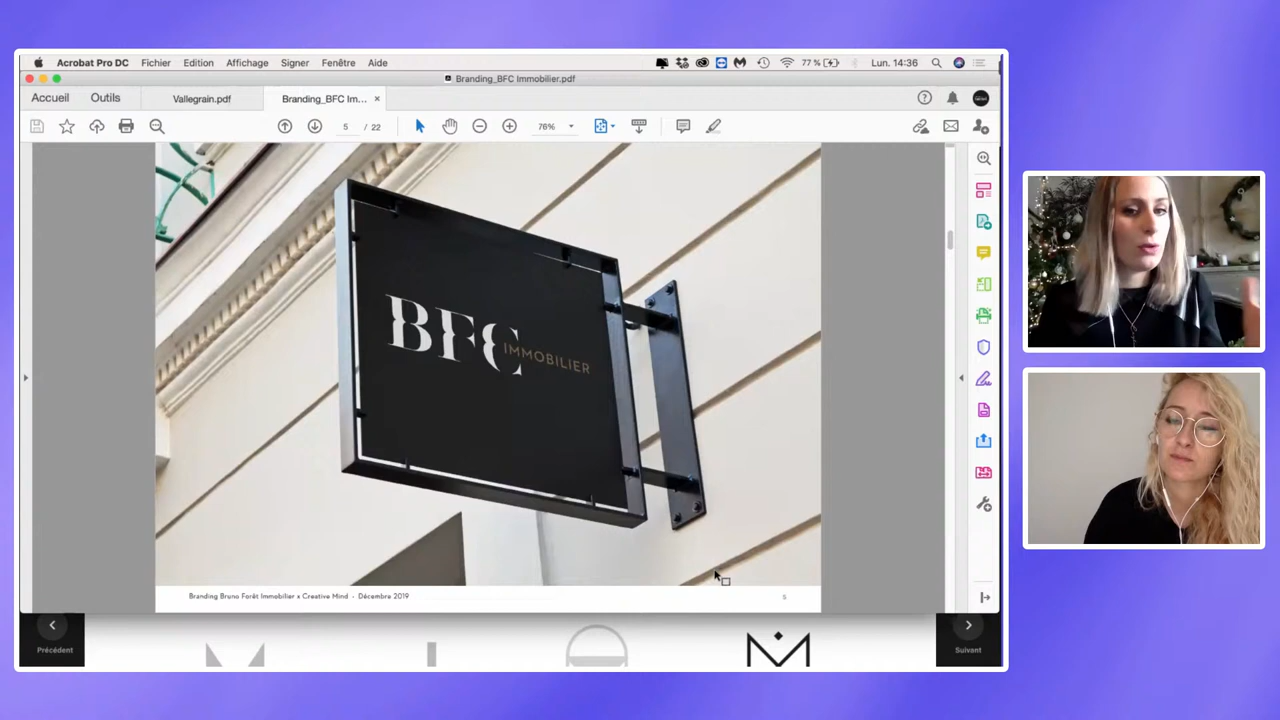 Acrobat Pro DC Fichier Edition Affichage Signer Fenêtre Aide 77 % Lun. 14:36
Branding_BFC Immobilier.pdf
Accueil Outils Vallegrain.pdf Branding_BFC Im... ×
5 / 22 76%
BFC
IMMOBILIER
Branding Bruno Forêt Immobilier x Creative Mind - Décembre 2019 5
Précédent Suivant